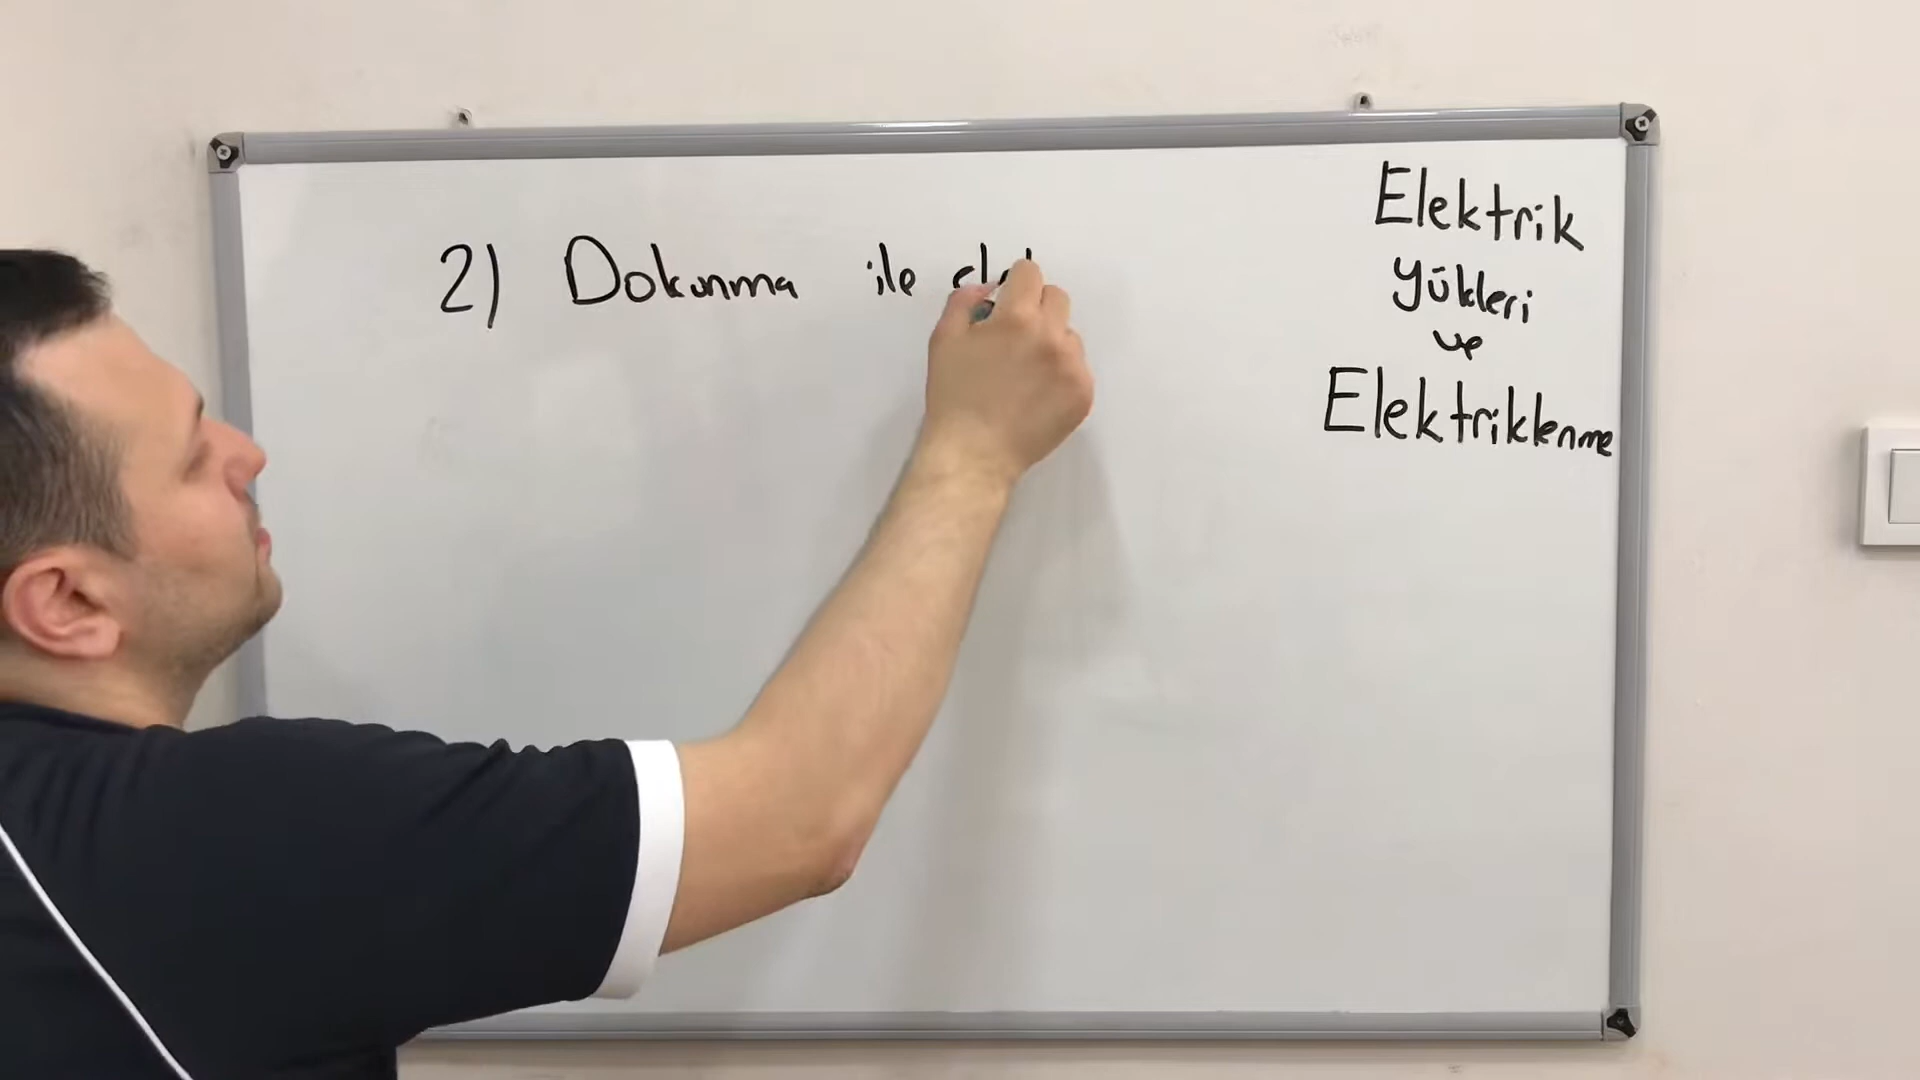 2) Dokunma ile
Elektrik
yükleri
ve
Elektriklenme